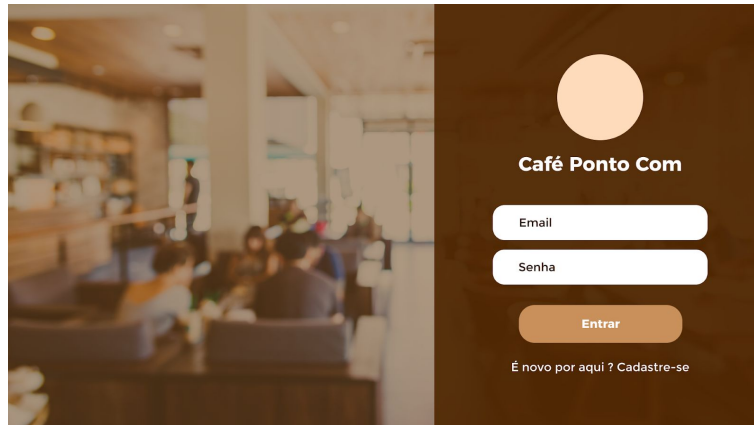 Café Ponto Com
Email
Senha
Entrar
É novo por aqui ? Cadastre-se